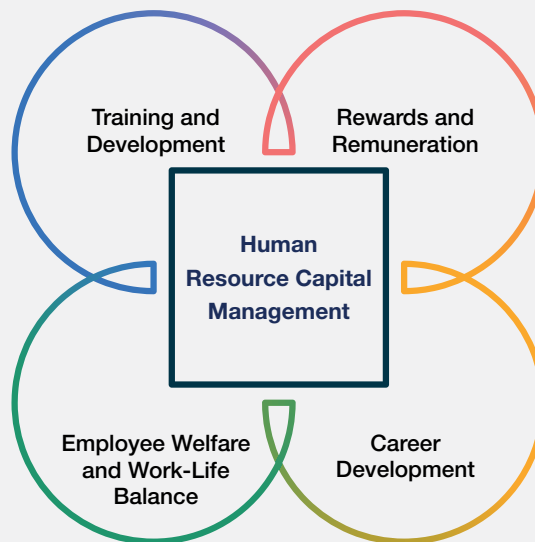 Training and
Development
Rewards and
Remuneration
Human
Resource Capital
Management
Employee Welfare
and Work-Life
Balance
Career
Development